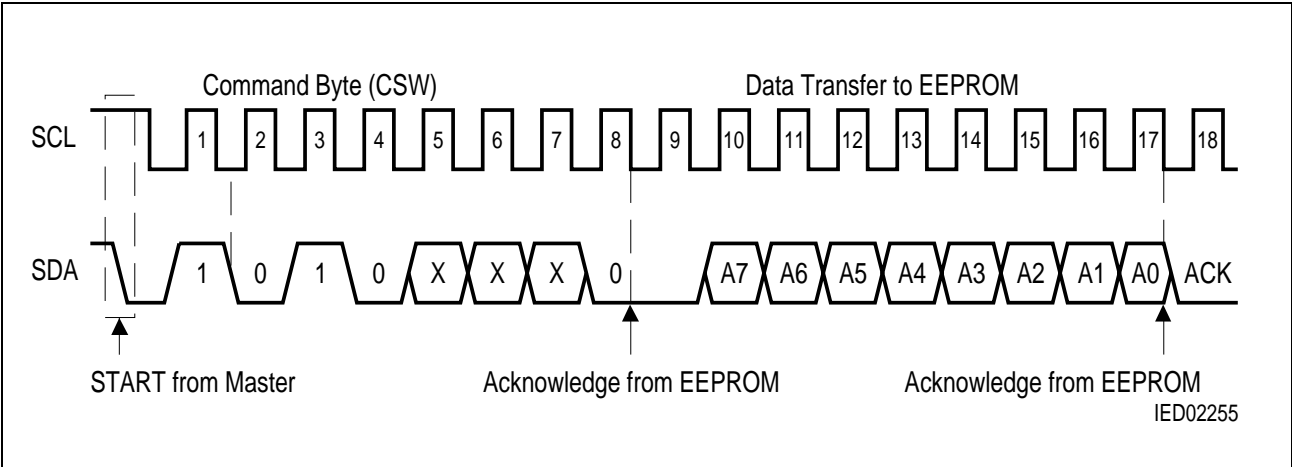 Command Byte (CSW) Data Transfer to EEPROM
SCL 1 2 3 4 5 6 7 8 9 10 11 12 13 14 15 16 17 18
SDA 1 0 1 0 X X X 0 A7 A6 A5 A4 A3 A2 A1 A0 ACK
START from Master Acknowledge from EEPROM Acknowledge from EEPROM
IED02255